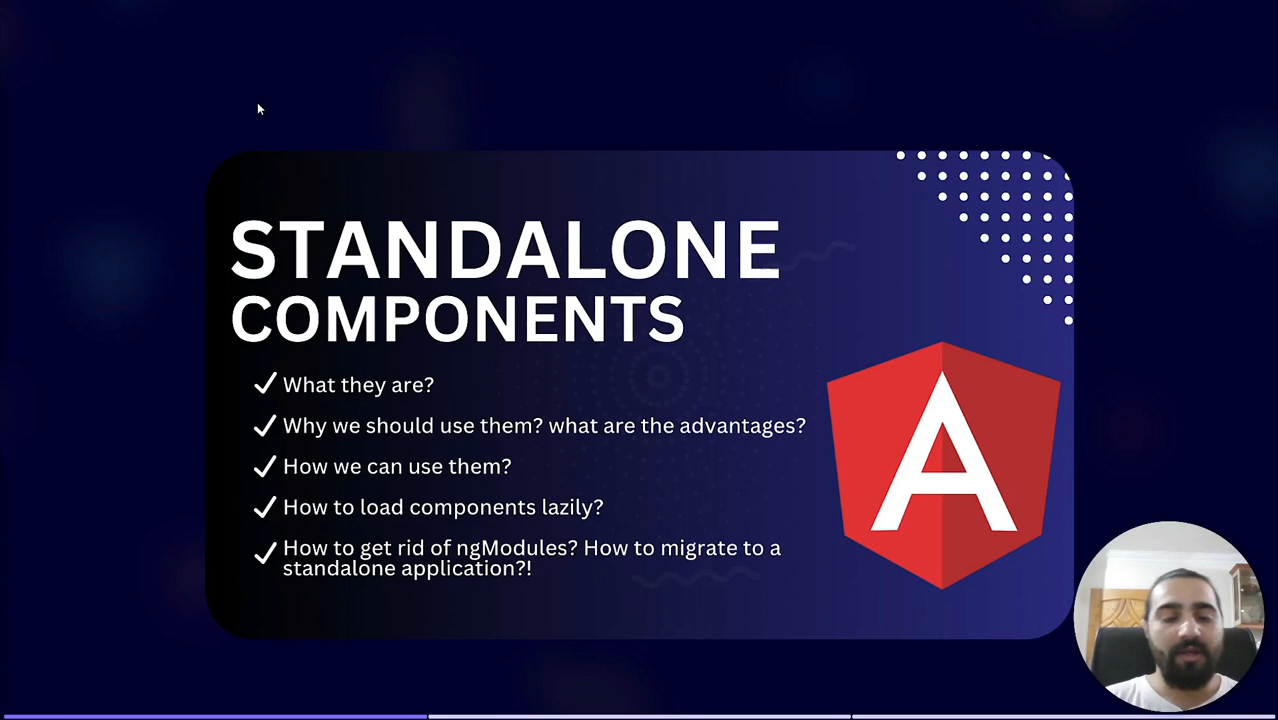 STANDALONE
COMPONENTS
What they are?
Why we should use them? what are the advantages?
How we can use them?
How to load components lazily?
How to get rid of ngModules? How to migrate to a
standalone application?!
A